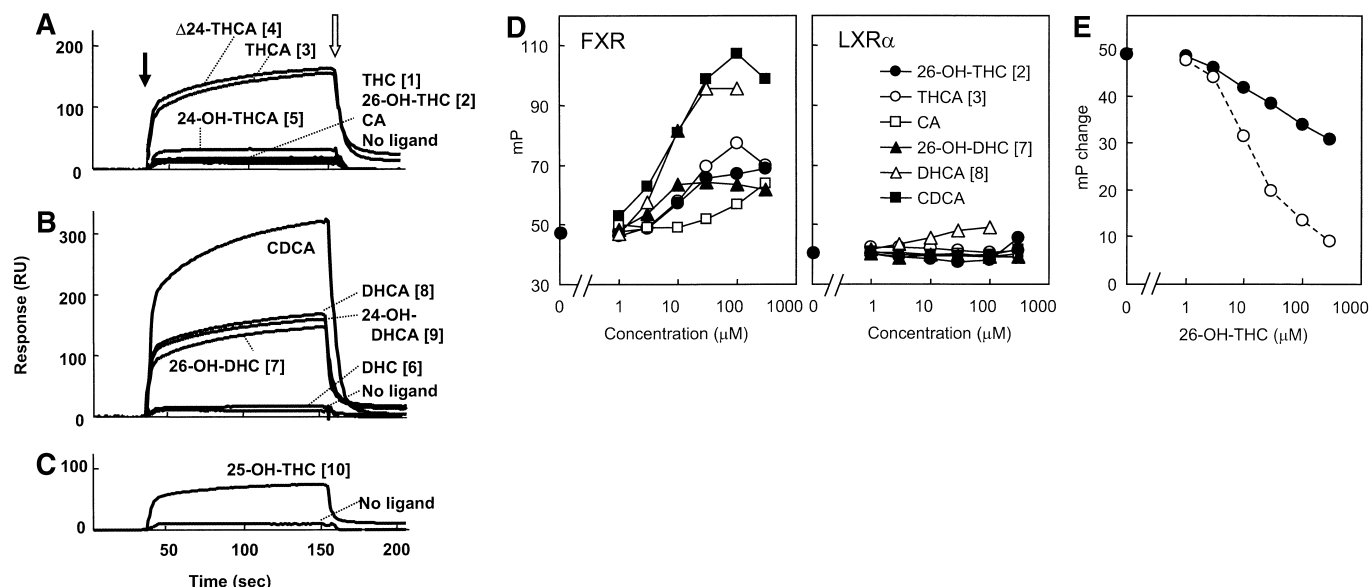 A
200
100
0
Δ24-THCA [4]
THCA [3]
24-OH-THCA [5]
THC [1]
26-OH-THC [2]
CA
No ligand
B
300
200
100
0
CDCA
DHCA [8]
24-OH-
DHCA [9]
26-OH-DHC [7]
DHC [6]
No ligand
Response (RU)
C
100
0
25-OH-THC [10]
No ligand
50
100
150
200
Time (sec)
D
FXR
110
90
70
50
30
mP
0
1
10
100
1000
Concentration (μM)
LXRα
26-OH-THC [2]
THCA [3]
CA
26-OH-DHC [7]
DHCA [8]
CDCA
0
1
10
100
1000
Concentration (μM)
E
50
40
30
20
10
0
mP change
0
1
10
100
1000
26-OH-THC (μM)